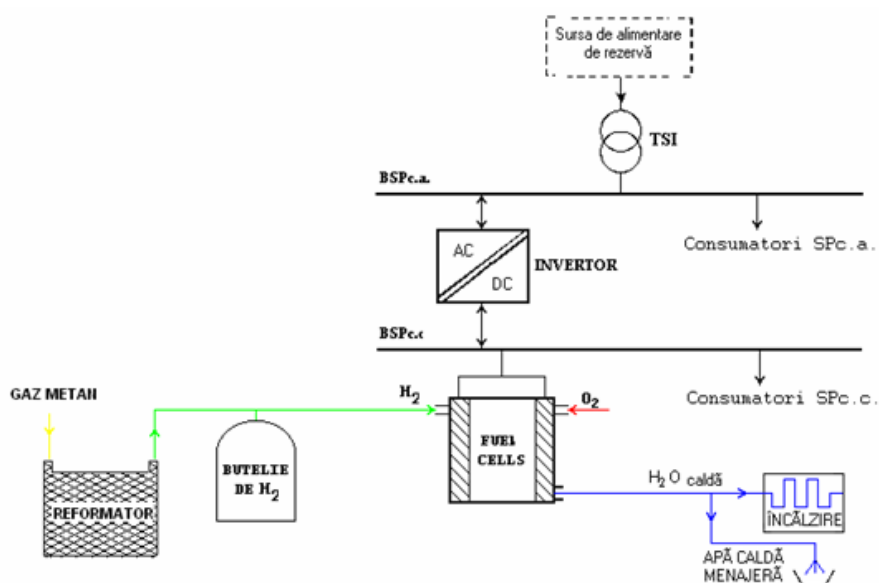 Sursa de alimentare
de rezervă
TSI
BSPc.a.
AC
DC
INVERTOR
Consumatori SPc.a.
BSPc.c
GAZ METAN
H2
O2
Consumatori SPc.c.
FUEL
CELLS
BUTELIE
DE H2
REFORMATOR
H2O caldă
ÎNCĂLZIRE
APĂ CALDĂ
MENAJERĂ